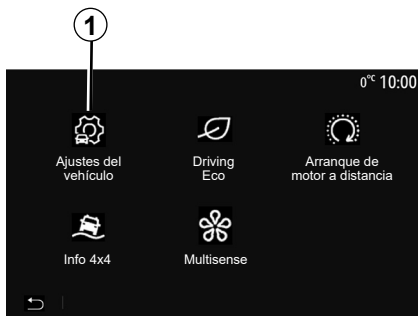 1
0°C 10:00
Ajustes del
vehículo
Driving
Eco
Arranque de
motor a distancia
Info 4x4
Multisense